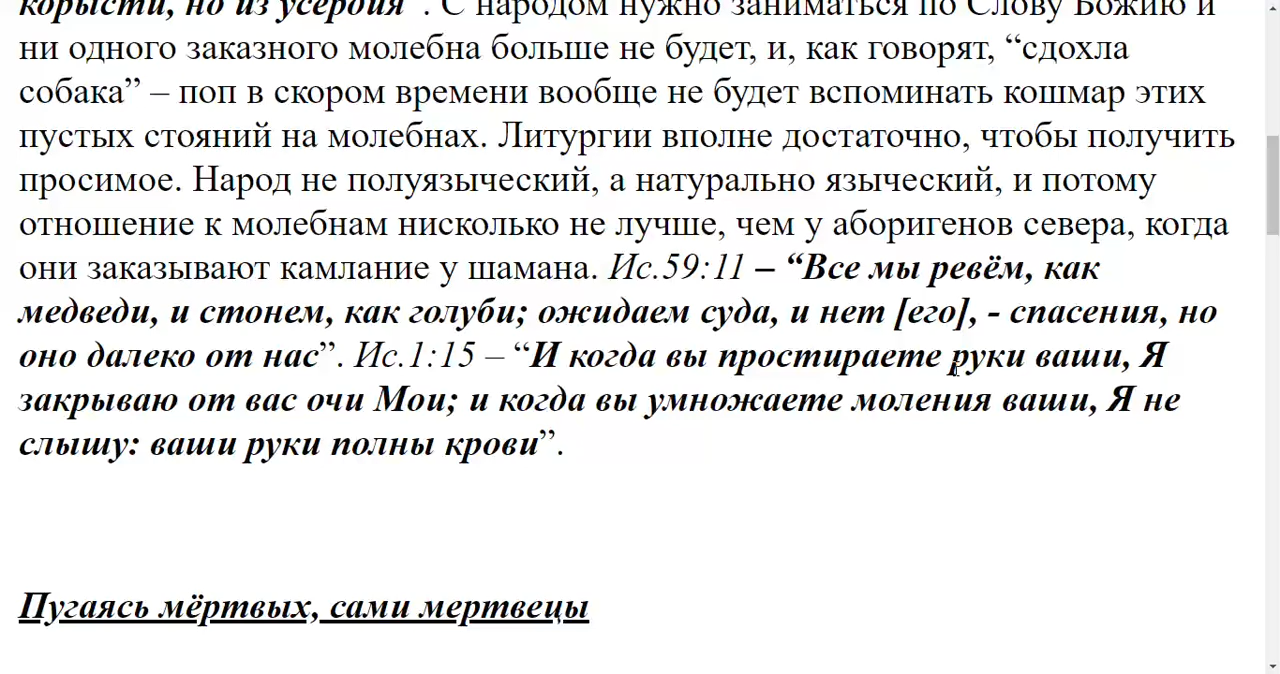 корысти, но из усердия”. С народом нужно заниматься по Слову Божию и
ни одного заказного молебна больше не будет, и, как говорят, “сдохла
собака” – поп в скором времени вообще не будет вспоминать кошмар этих
пустых стояний на молебнах. Литургии вполне достаточно, чтобы получить
просимое. Народ не полуязыческий, а натурально языческий, и потому
отношение к молебнам нисколько не лучше, чем у аборигенов севера, когда
они заказывают камлание у шамана. Ис.59:11 – “Все мы ревём, как
медведи, и стонем, как голуби; ожидаем суда, и нет [его], - спасения, но
оно далеко от нас”. Ис.1:15 – “И когда вы простираете руки ваши, Я
закрываю от вас очи Мои; и когда вы умножаете моления ваши, Я не
слышу: ваши руки полны крови”.
Пугаясь мёртвых, сами мертвецы